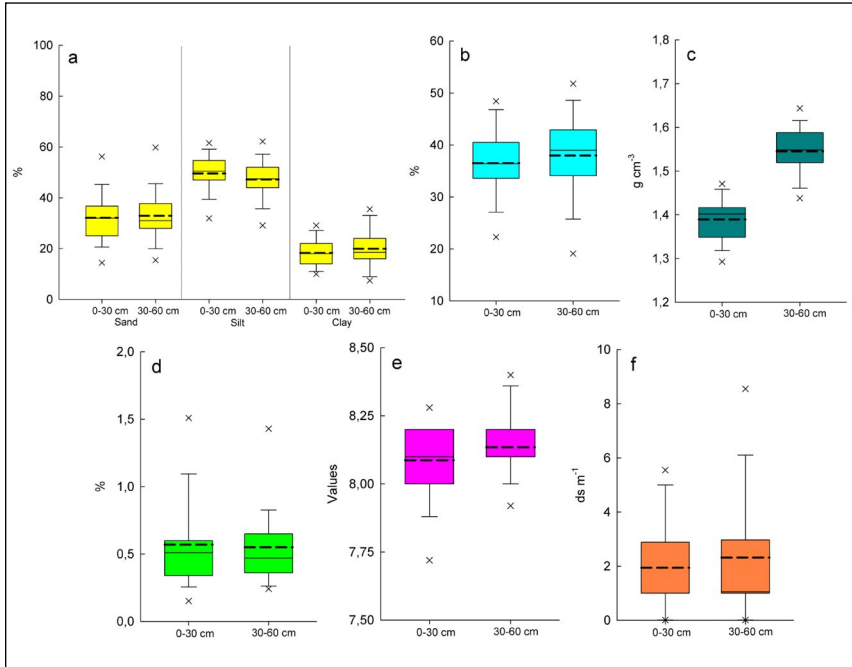 a
100
80
60
40
20
0
%
0-30 cm 30-60 cm 0-30 cm 30-60 cm 0-30 cm 30-60 cm
Sand Silt Clay
b
60
50
40
30
20
10
%
0-30 cm 30-60 cm
c
1,8
1,7
1,6
1,5
1,4
1,3
1,2
g cm-3
0-30 cm 30-60 cm
d
2,0
1,5
1,0
0,5
0,0
%
0-30 cm 30-60 cm
e
8,50
8,25
8,00
7,75
7,50
Values
0-30 cm 30-60 cm
f
10
8
6
4
2
0
ds m-1
0-30 cm 30-60 cm